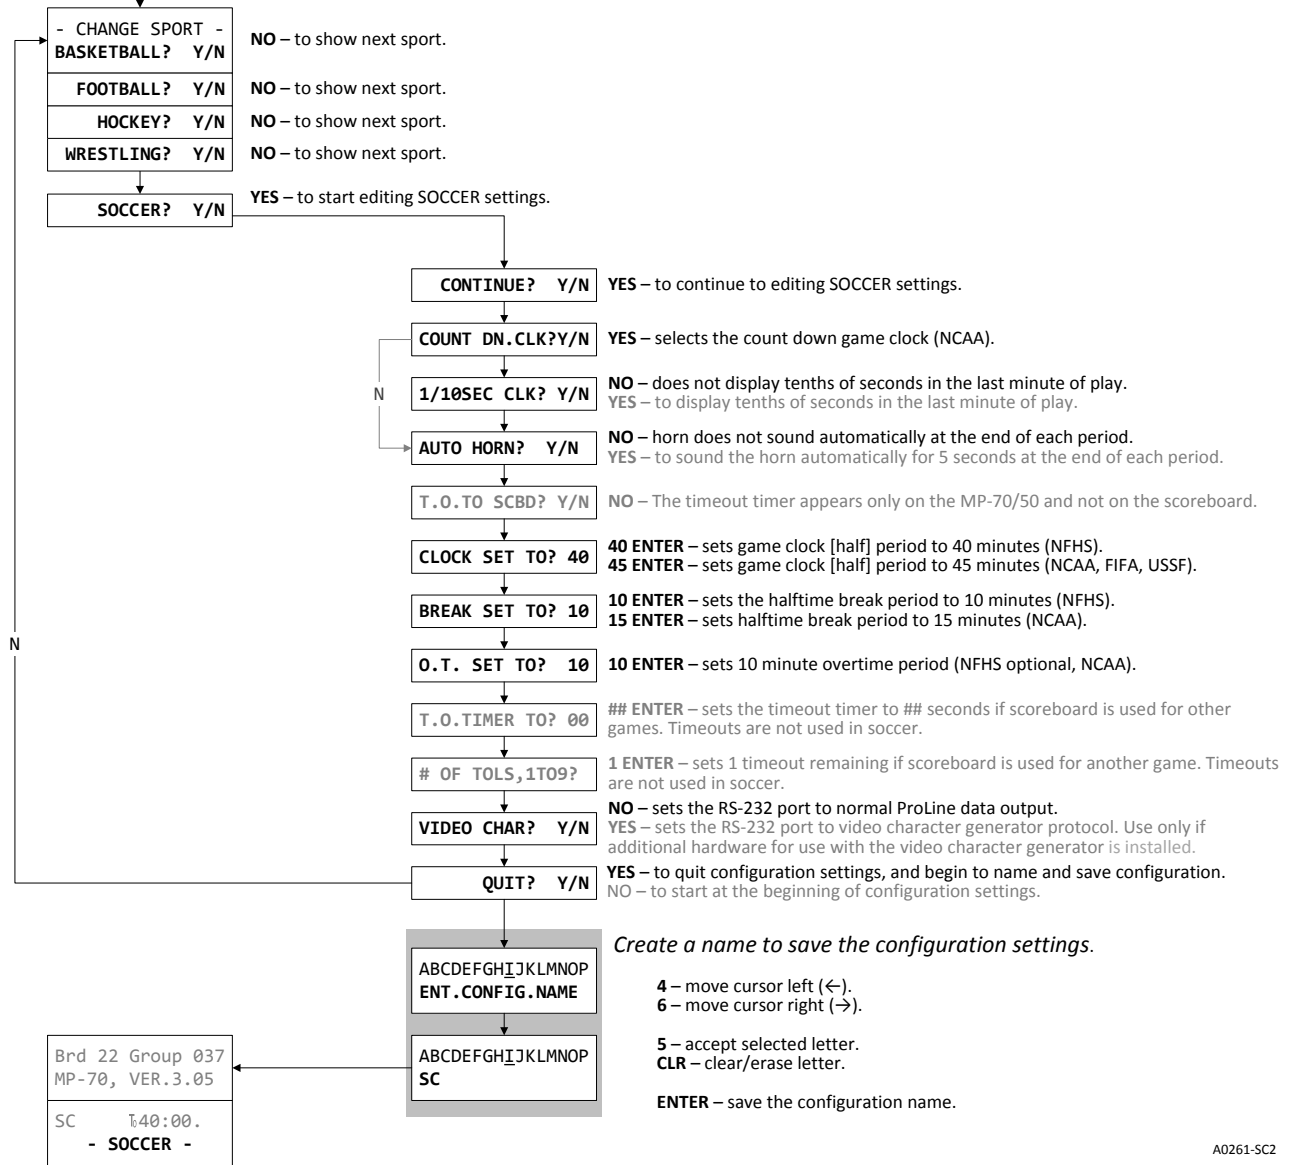 - CHANGE SPORT -
BASKETBALL? Y/N
NO – to show next sport.
FOOTBALL? Y/N
NO – to show next sport.
HOCKEY? Y/N
NO – to show next sport.
WRESTLING? Y/N
NO – to show next sport.
SOCCER? Y/N
YES – to start editing SOCCER settings.
CONTINUE? Y/N
YES – to continue to editing SOCCER settings.
COUNT DN.CLK?Y/N
YES – selects the count down game clock (NCAA).
N
1/10SEC CLK? Y/N
NO – does not display tenths of seconds in the last minute of play.
YES – to display tenths of seconds in the last minute of play.
AUTO HORN? Y/N
NO – horn does not sound automatically at the end of each period.
YES – to sound the horn automatically for 5 seconds at the end of each period.
T.O.TO SCBD? Y/N
NO – The timeout timer appears only on the MP-70/50 and not on the scoreboard.
CLOCK SET TO? 40
40 ENTER – sets game clock [half] period to 40 minutes (NFHS).
45 ENTER – sets game clock [half] period to 45 minutes (NCAA, FIFA, USSF).
BREAK SET TO? 10
10 ENTER – sets the halftime break period to 10 minutes (NFHS).
15 ENTER – sets halftime break period to 15 minutes (NCAA).
N
O.T. SET TO? 10
10 ENTER – sets 10 minute overtime period (NFHS optional, NCAA).
T.O.TIMER TO? 00
## ENTER – sets the timeout timer to ## seconds if scoreboard is used for other
games. Timeouts are not used in soccer.
# OF TOLS,1TO9?
1 ENTER – sets 1 timeout remaining if scoreboard is used for another game. Timeouts
are not used in soccer.
VIDEO CHAR? Y/N
NO – sets the RS-232 port to normal ProLine data output.
YES – sets the RS-232 port to video character generator protocol. Use only if
additional hardware for use with the video character generator is installed.
QUIT? Y/N
YES – to quit configuration settings, and begin to name and save configuration.
NO – to start at the beginning of configuration settings.
Create a name to save the configuration settings.
ABCDEFGHIJKLMNOP
ENT.CONFIG.NAME
4 – move cursor left (←).
6 – move cursor right (→).
ABCDEFGHIJKLMNOP
SC
5 – accept selected letter.
CLR – clear/erase letter.
ENTER – save the configuration name.
Brd 22 Group 037
MP-70, VER.3.05
SC 40:00.
- SOCCER -
A0261-SC2